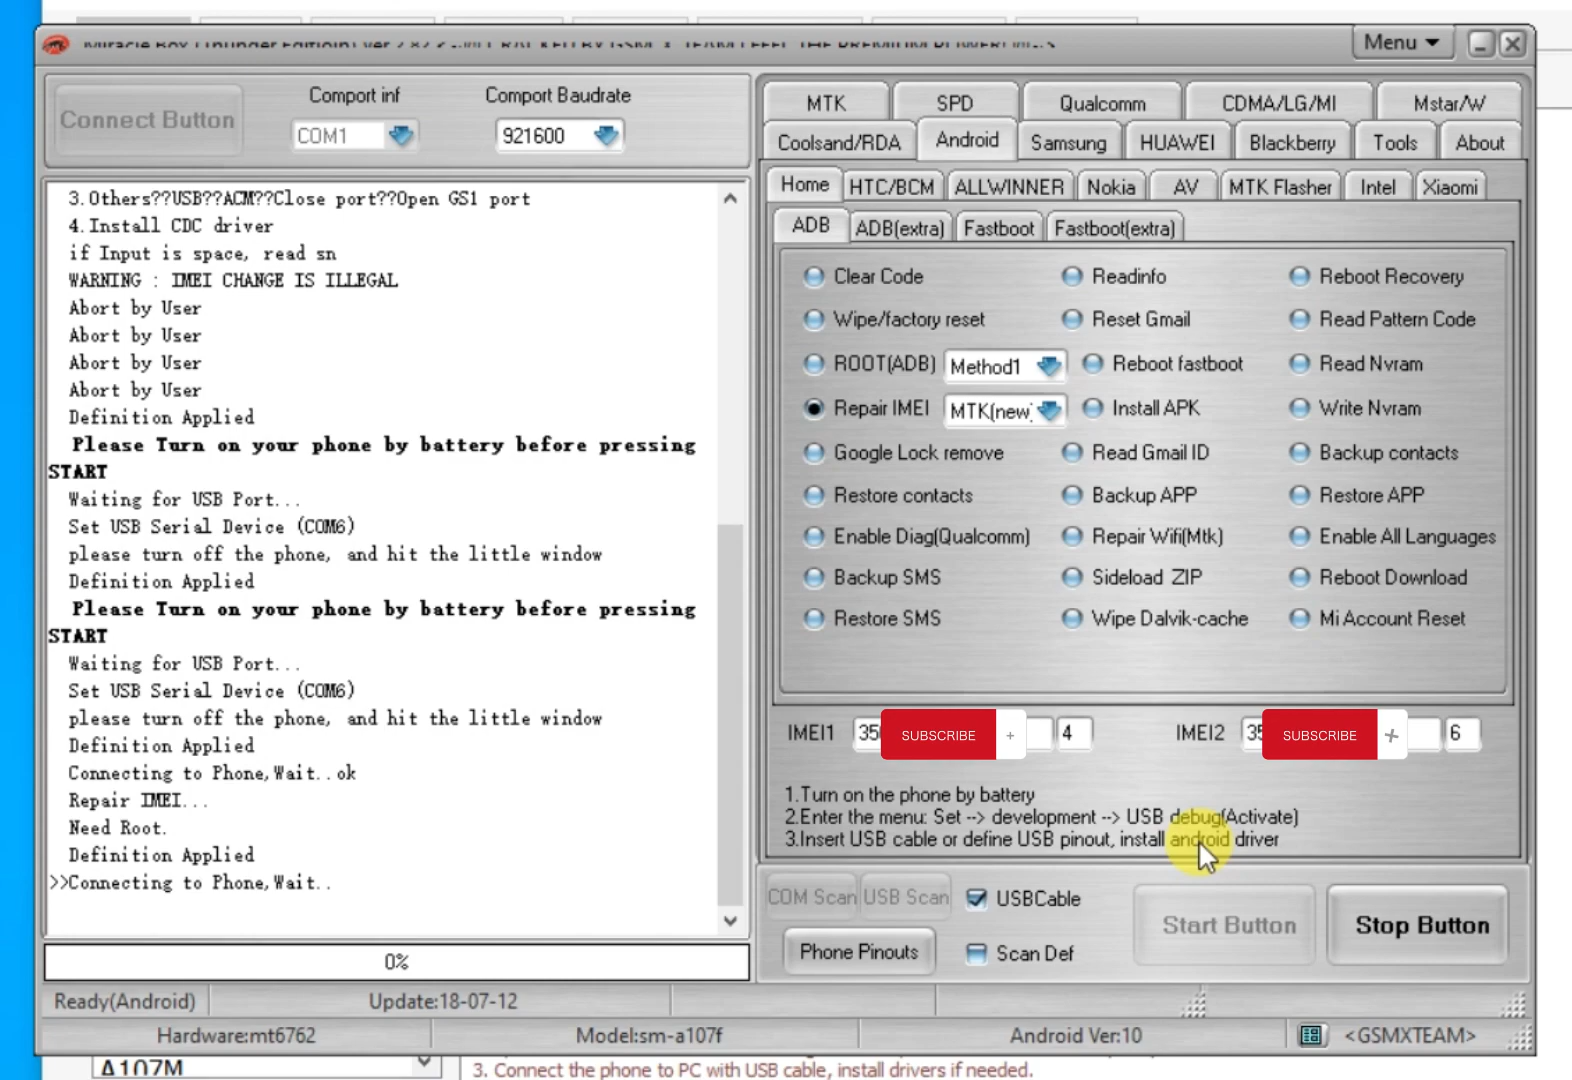 Miracle Box (Thunder Edition) Ver 2.82
Menu
Connect Button
Comport inf
Comport Baudrate
COM1
921600
3.Others??USB??ACM??Close port??Open GS1 port
4.Install CDC driver
if Input is space, read sn
WARNING : IMEI CHANGE IS ILLEGAL
Abort by User
Abort by User
Abort by User
Abort by User
Definition Applied
Please Turn on your phone by battery before pressing
START
Waiting for USB Port...
Set USB Serial Device (COM6)
please turn off the phone, and hit the little window
Definition Applied
Please Turn on your phone by battery before pressing
START
Waiting for USB Port...
Set USB Serial Device (COM6)
please turn off the phone, and hit the little window
Definition Applied
Connecting to Phone,Wait..ok
Repair IMEI...
Need Root.
Definition Applied
>>Connecting to Phone,Wait..
0%
MTK SPD Qualcomm CDMA/LG/MI Mstar/W
Coolsand/RDA Android Samsung HUAWEI Blackberry Tools About
Home HTC/BCM ALLWINNER Nokia AV MTK Flasher Intel Xiaomi
ADB ADB(extra) Fastboot Fastboot(extra)
Clear Code Readinfo Reboot Recovery
Wipe/factory reset Reset Gmail Read Pattern Code
ROOT(ADB) Method1 Reboot fastboot Read Nvram
Repair IMEI MTK(new) Install APK Write Nvram
Google Lock remove Read Gmail ID Backup contacts
Restore contacts Backup APP Restore APP
Enable Diag(Qualcomm) Repair Wifi(Mtk) Enable All Languages
Backup SMS Sideload ZIP Reboot Download
Restore SMS Wipe Dalvik-cache Mi Account Reset
IMEI1 35 SUBSCRIBE + 4 IMEI2 35 SUBSCRIBE + 6
1.Turn on the phone by battery
2.Enter the menu: Set --> development --> USB debug(Activate)
3.Insert USB cable or define USB pinout, install android driver
COM Scan USB Scan USBCable
Phone Pinouts Scan Def
Start Button Stop Button
Ready(Android) Update:18-07-12
Hardware:mt6762 Model:sm-a107f Android Ver:10 <GSMXTEAM>
A107M
3. Connect the phone to PC with USB cable, install drivers if needed.